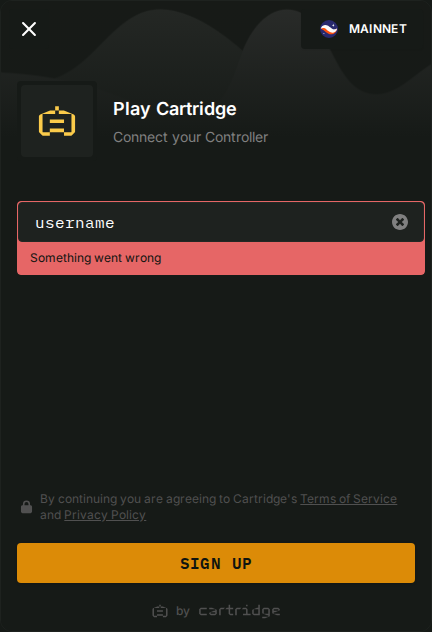 MAINNET
Play Cartridge
Connect your Controller
username
Something went wrong
By continuing you are agreeing to Cartridge's Terms of Service
and Privacy Policy
SIGN UP
by cartridge